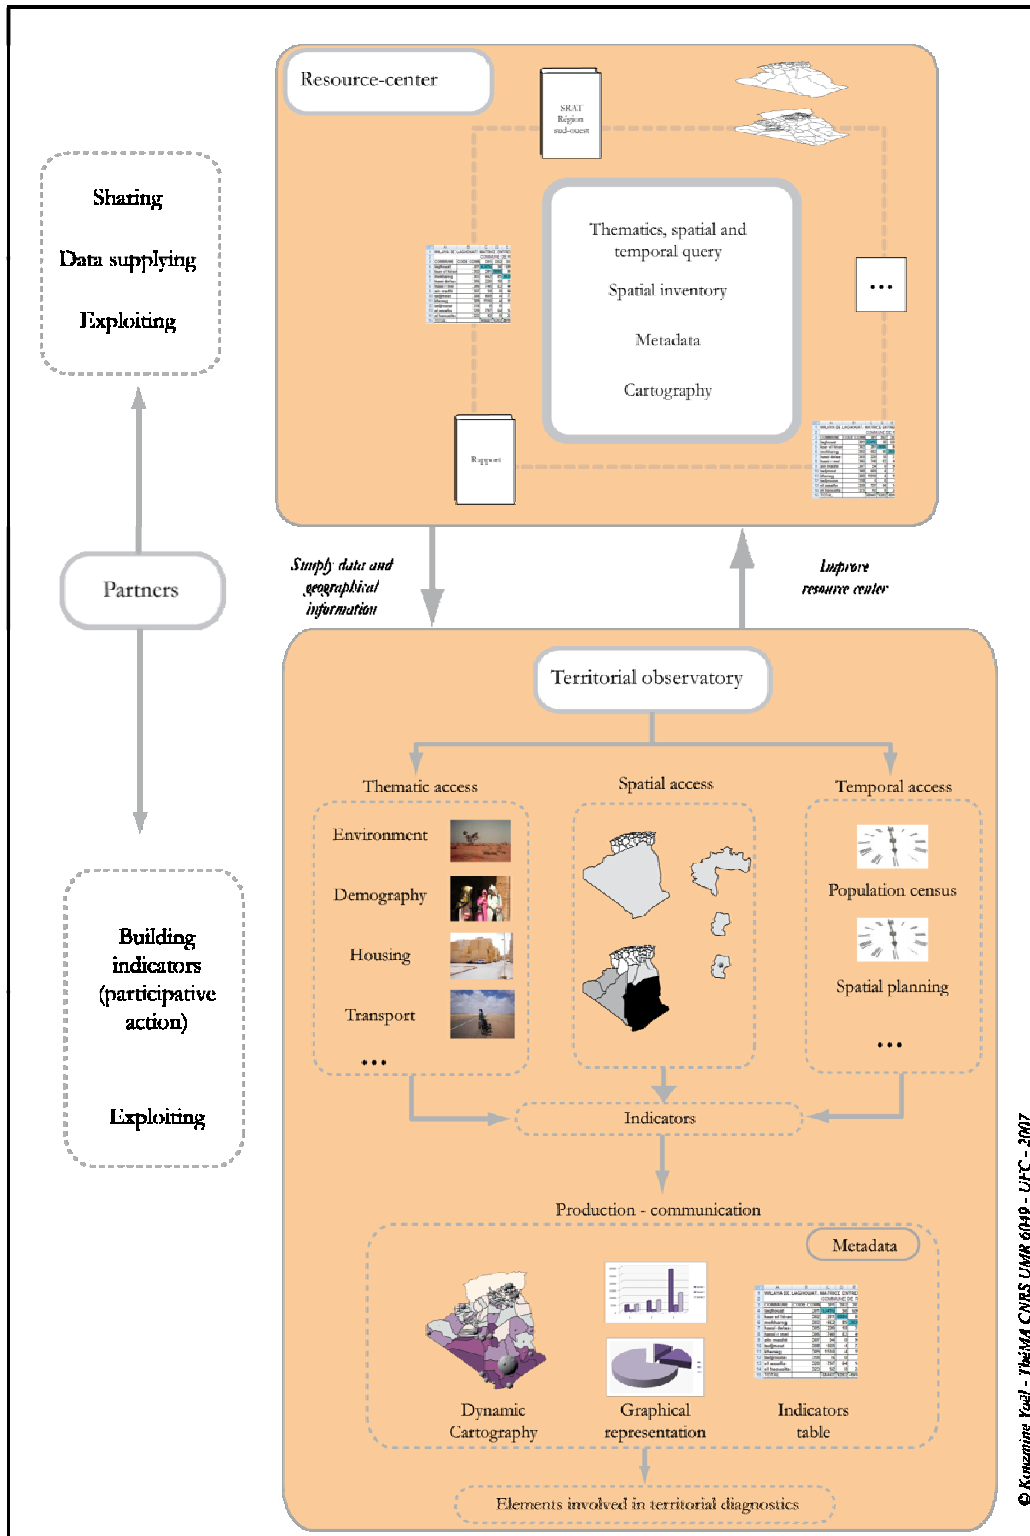 Resource-center
SRAT
Région
sud-ouest
Sharing
Data supplying
Exploiting
Thematics, spatial and
temporal query
Spatial inventory
Metadata
Cartography
...
Rapport
Partners
Simply data and
geographical
information
Improve
resource center
Territorial observatory
Thematic access
Spatial access
Temporal access
Environment
Demography
Housing
Transport
...
Population census
Spatial planning
...
Building
indicators
(participative
action)
Exploiting
Indicators
Production - communication
Metadata
Dynamic
Cartography
Graphical
representation
Indicators
table
Elements involved in territorial diagnostics
© Kouzmine Yaël - ThéMA CNRS UMR 6049 - UFC - 2007